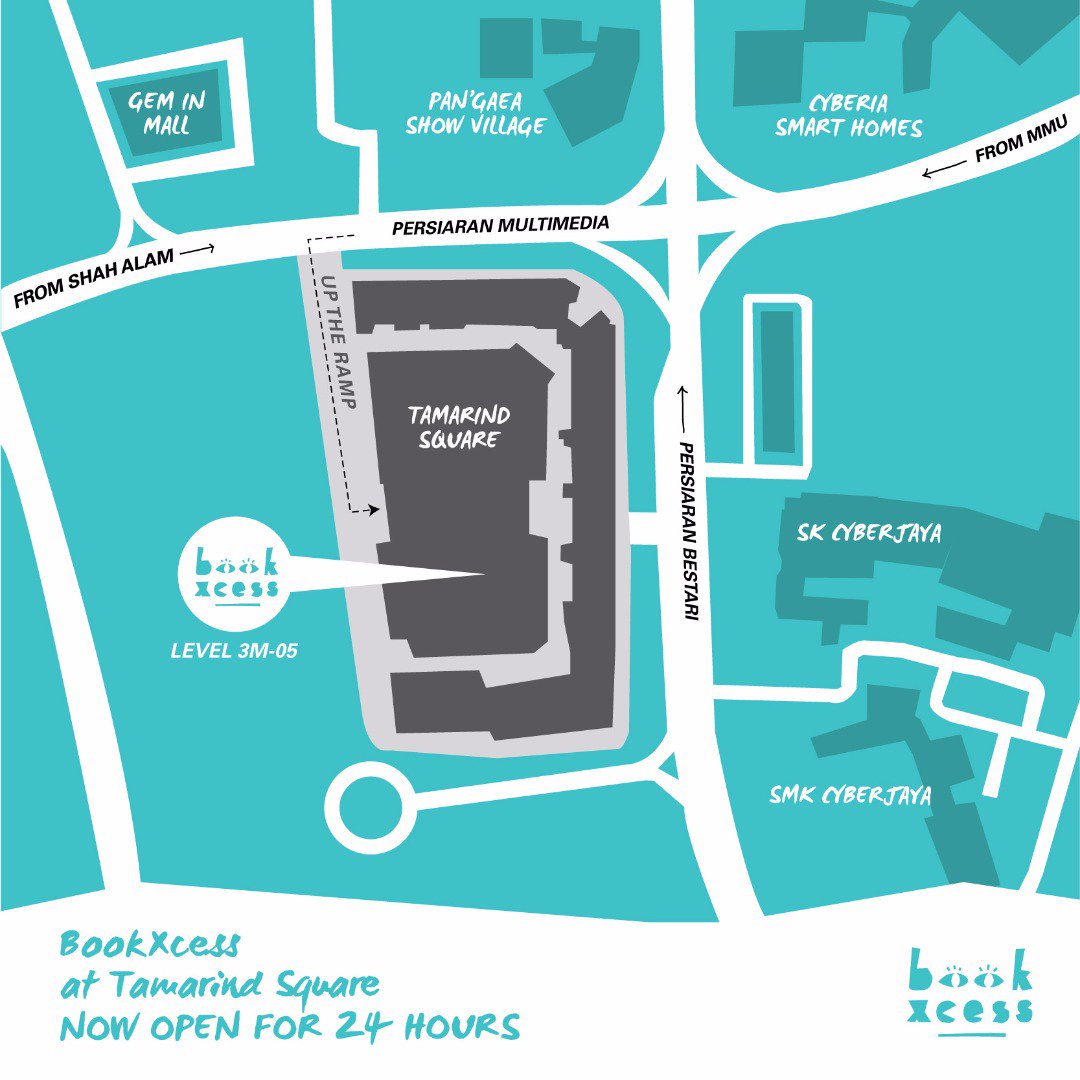 GEM IN
MALL
PAN'GAEA
SHOW VILLAGE
CYBERIA
SMART HOMES
FROM MMU
PERSIARAN MULTIMEDIA
FROM SHAH ALAM
UP THE RAMP
TAMARIND
SQUARE
PERSIARAN BESTARI
SK CYBERJAYA
book
xcess
LEVEL 3M-05
SMK CYBERJAYA
BookXcess
at Tamarind Square
NOW OPEN FOR 24 HOURS
book
xcess